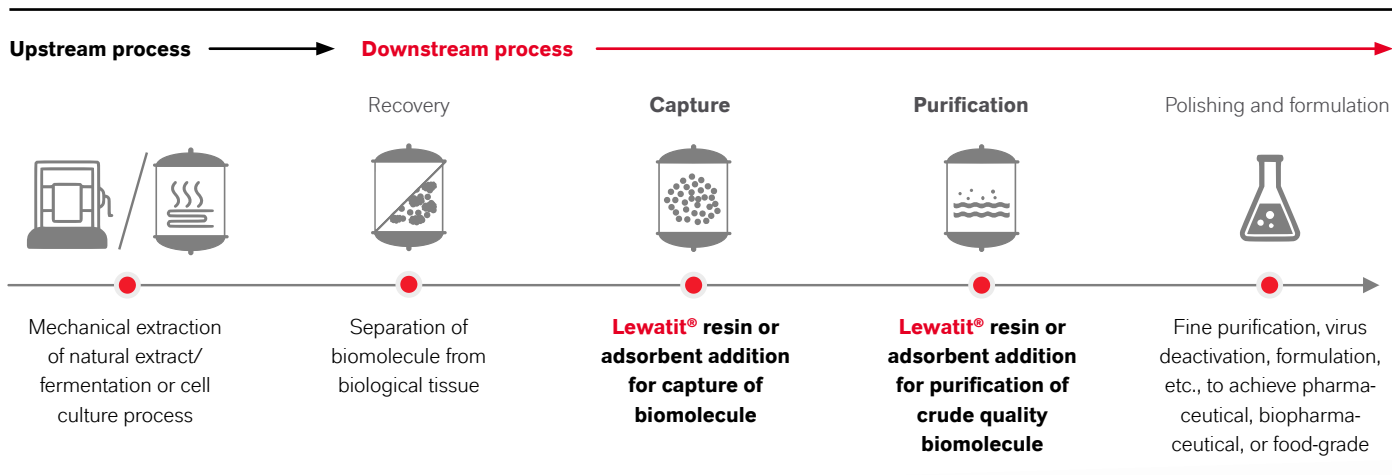 Upstream process
Downstream process
Recovery
Capture
Purification
Polishing and formulation
Mechanical extraction
of natural extract/
fermentation or cell
culture process
Separation of
biomolecule from
biological tissue
Lewatit® resin or
adsorbent addition
for capture of
biomolecule
Lewatit® resin or
adsorbent addition
for purification of
crude quality
biomolecule
Fine purification, virus
deactivation, formulation,
etc., to achieve pharma-
ceutical, biopharma-
ceutical, or food-grade